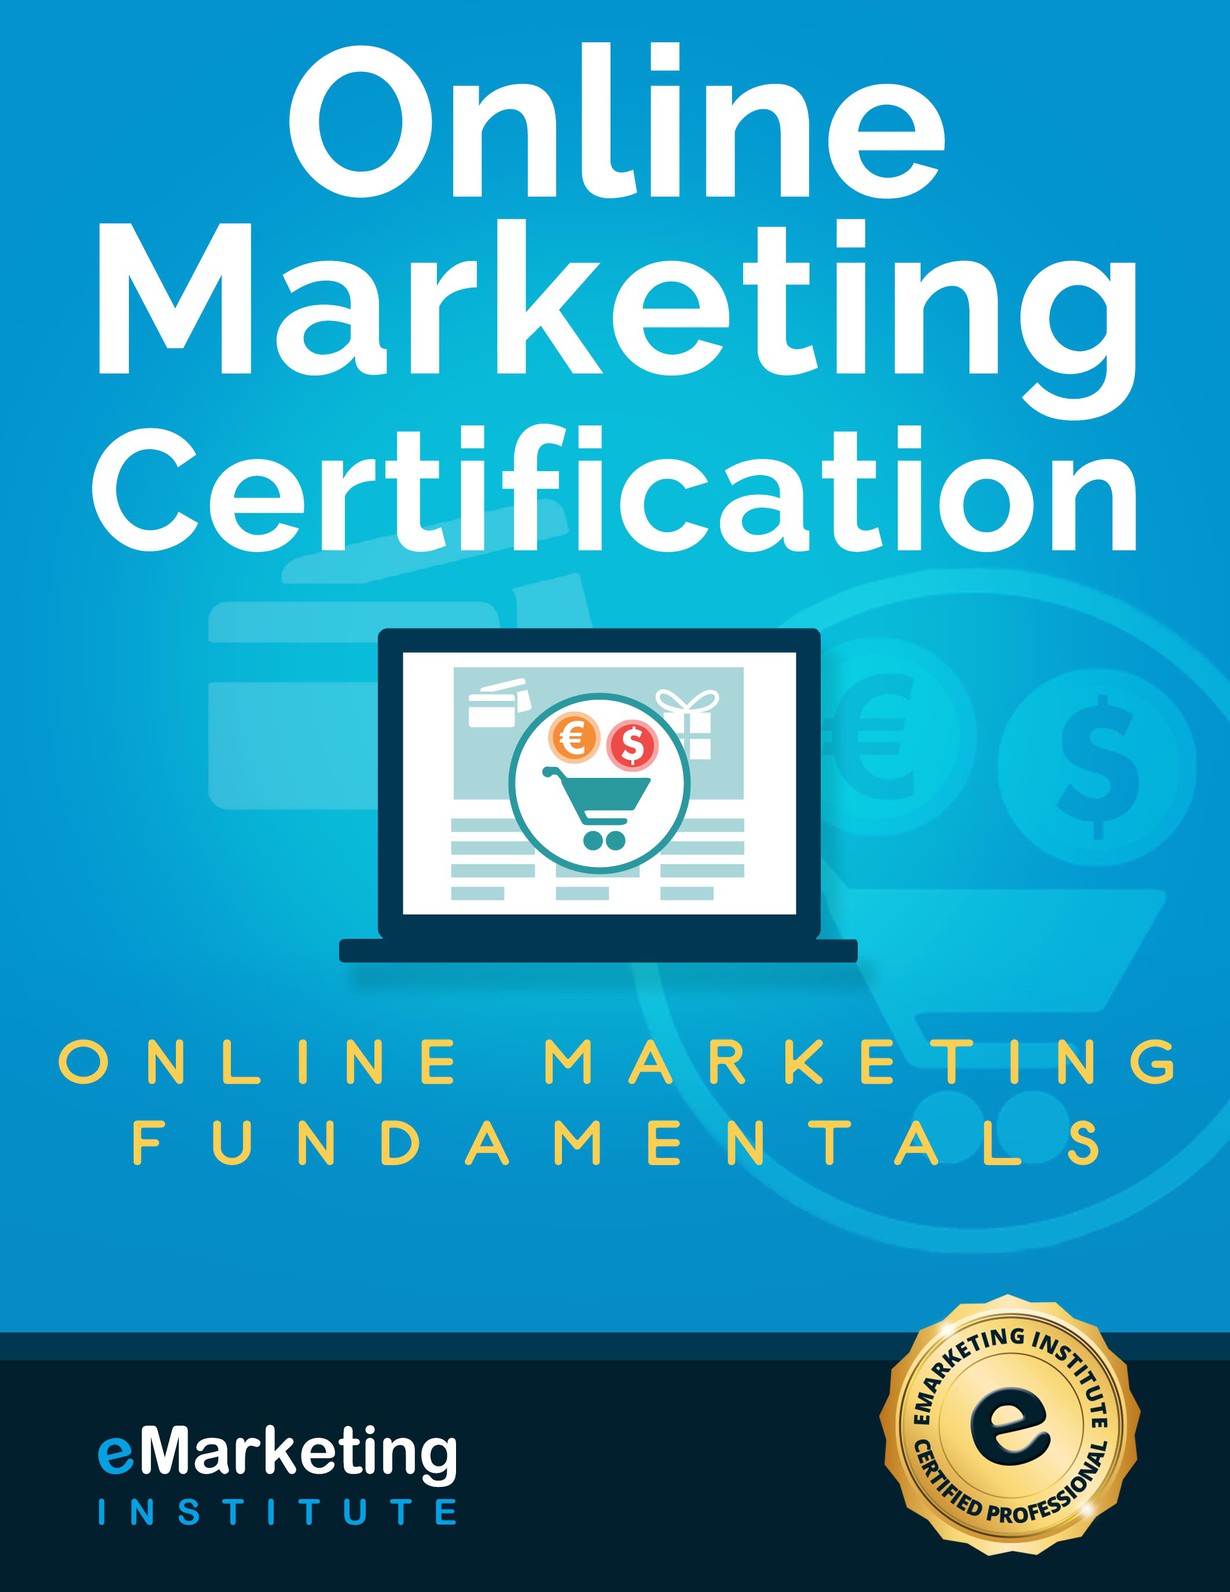 Online
Marketing
Certification
€ $
€ $
ONLINE MARKETING
FUNDAMENTALS
eMarketing
INSTITUTE
EMARKETING INSTITUTE
e
CERTIFIED PROFESSIONAL